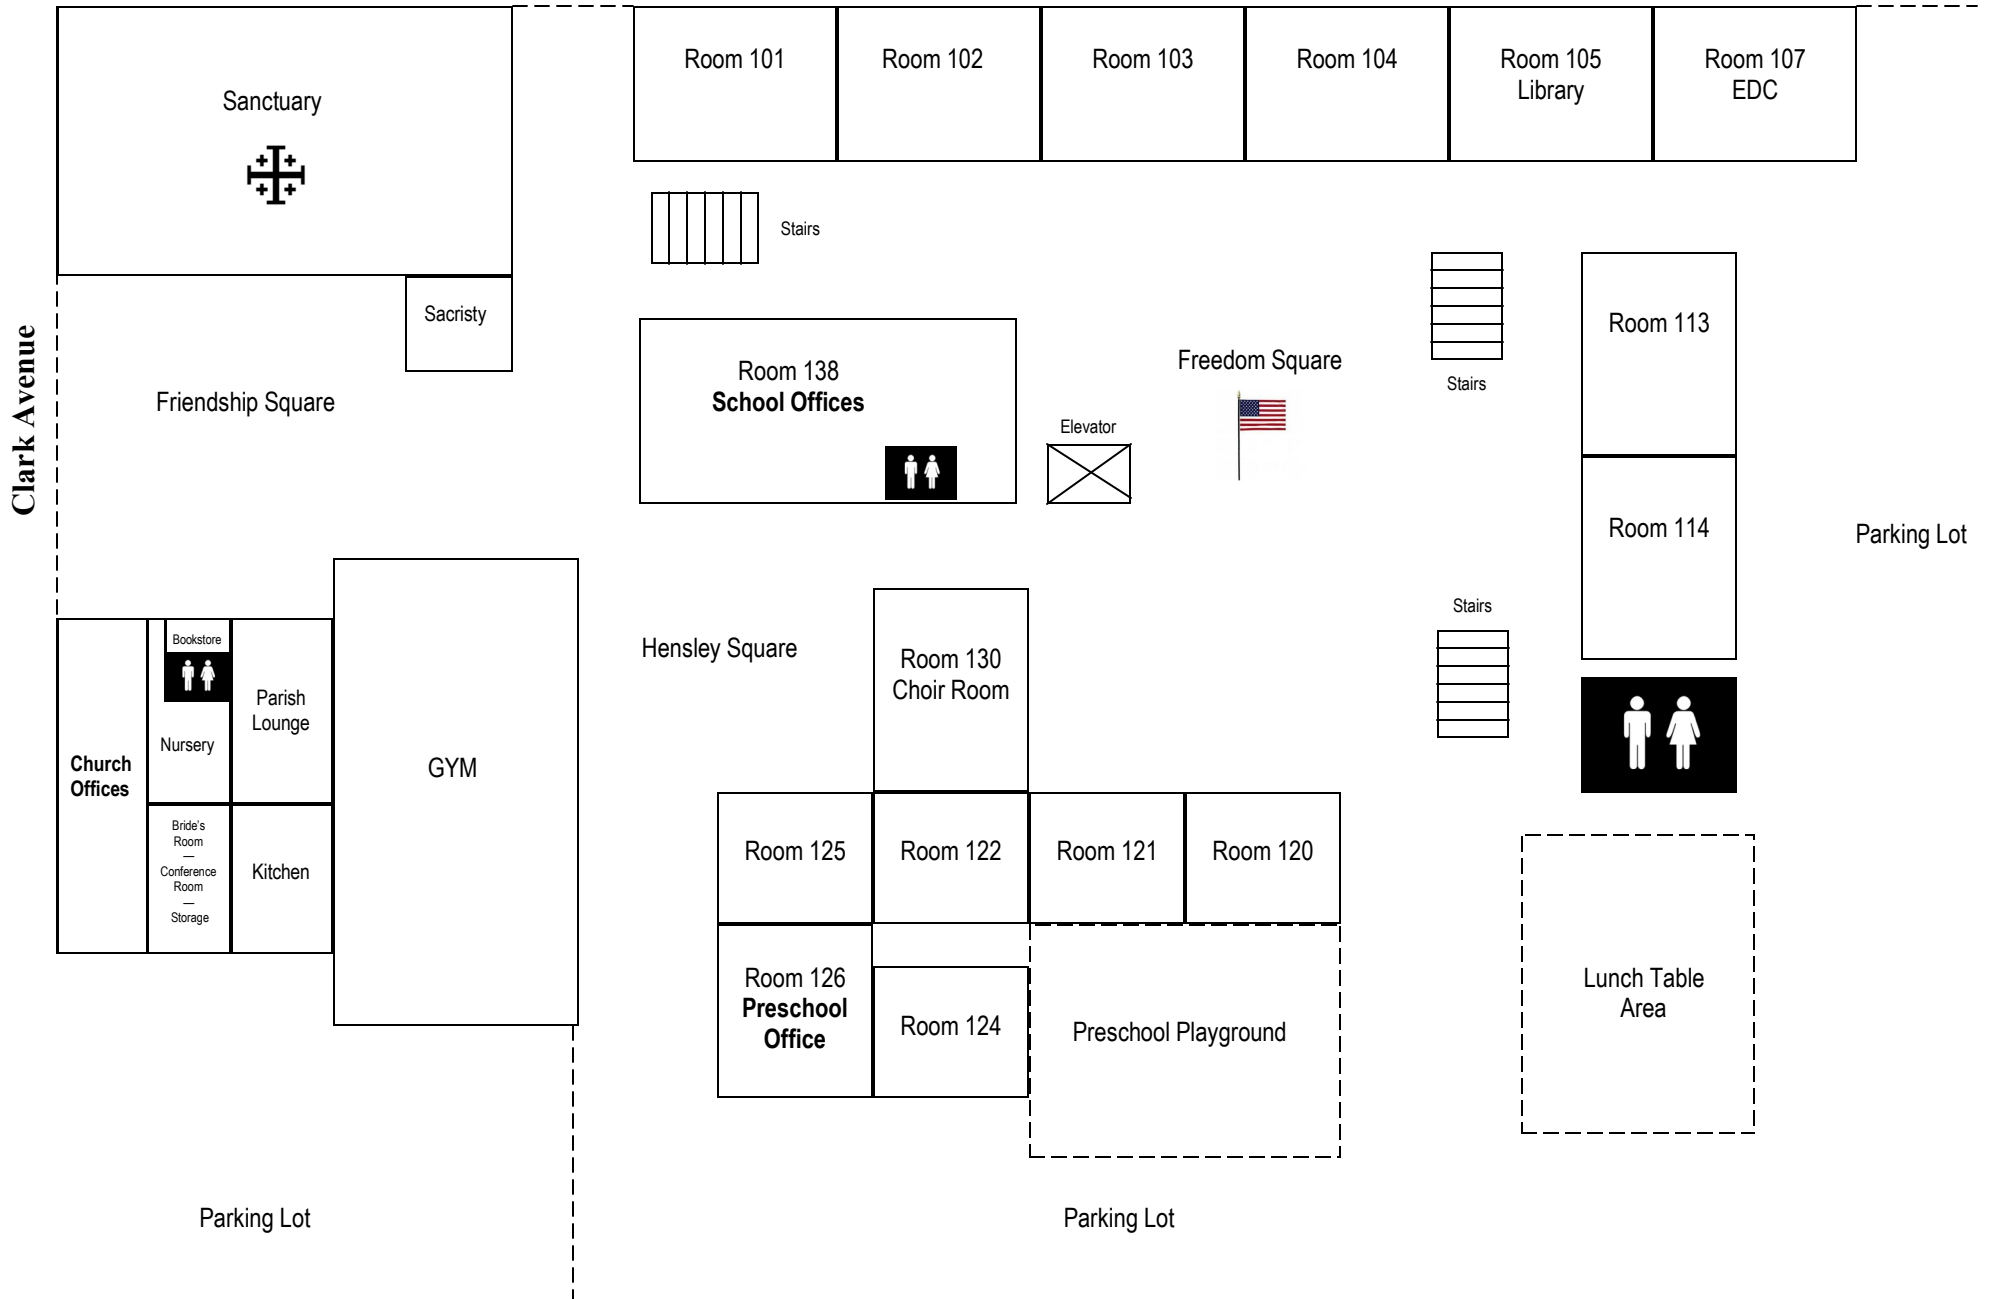 Sanctuary
Room 101
Room 102
Room 103
Room 104
Room 105
Library
Room 107
EDC
Stairs
Sacristy
Clark Avenue
Friendship Square
Room 138
School Offices
Elevator
Freedom Square
Stairs
Room 113
Room 114
Parking Lot
Stairs
Bookstore
Parish
Lounge
Nursery
Church
Offices
Bride's
Room
—
Conference
Room
—
Storage
Kitchen
GYM
Hensley Square
Room 130
Choir Room
Room 125
Room 122
Room 121
Room 120
Room 126
Preschool
Office
Room 124
Preschool Playground
Lunch Table
Area
Parking Lot
Parking Lot